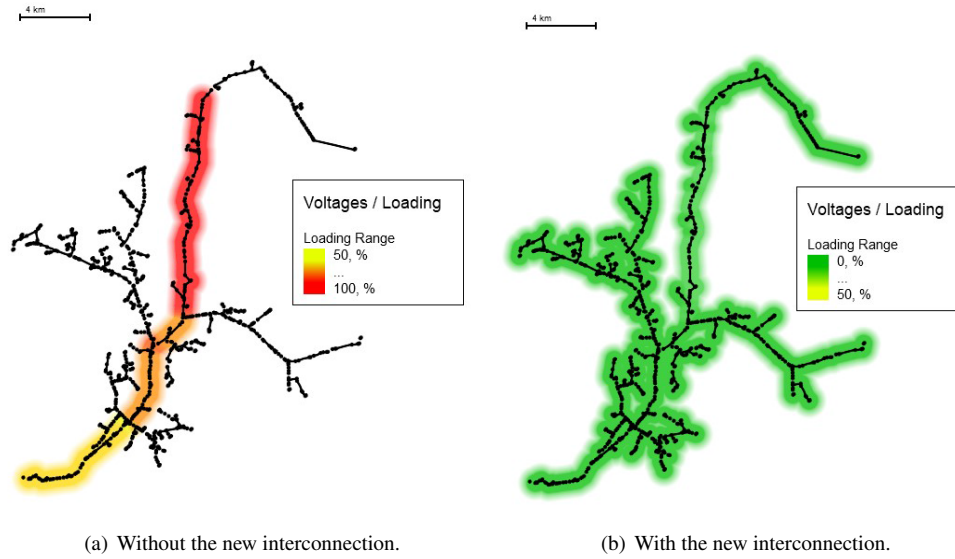 4 km
Voltages / Loading
Loading Range
50, %
...
100, %
(a) Without the new interconnection.
4 km
Voltages / Loading
Loading Range
0, %
...
50, %
(b) With the new interconnection.